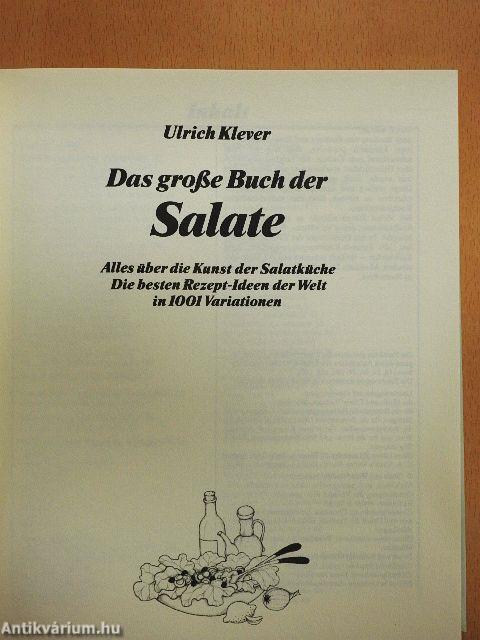 Ulrich Klever
Das große Buch der
Salate
Alles über die Kunst der Salatküche
Die besten Rezept-Ideen der Welt
in 1001 Variationen
Antikvárium.hu